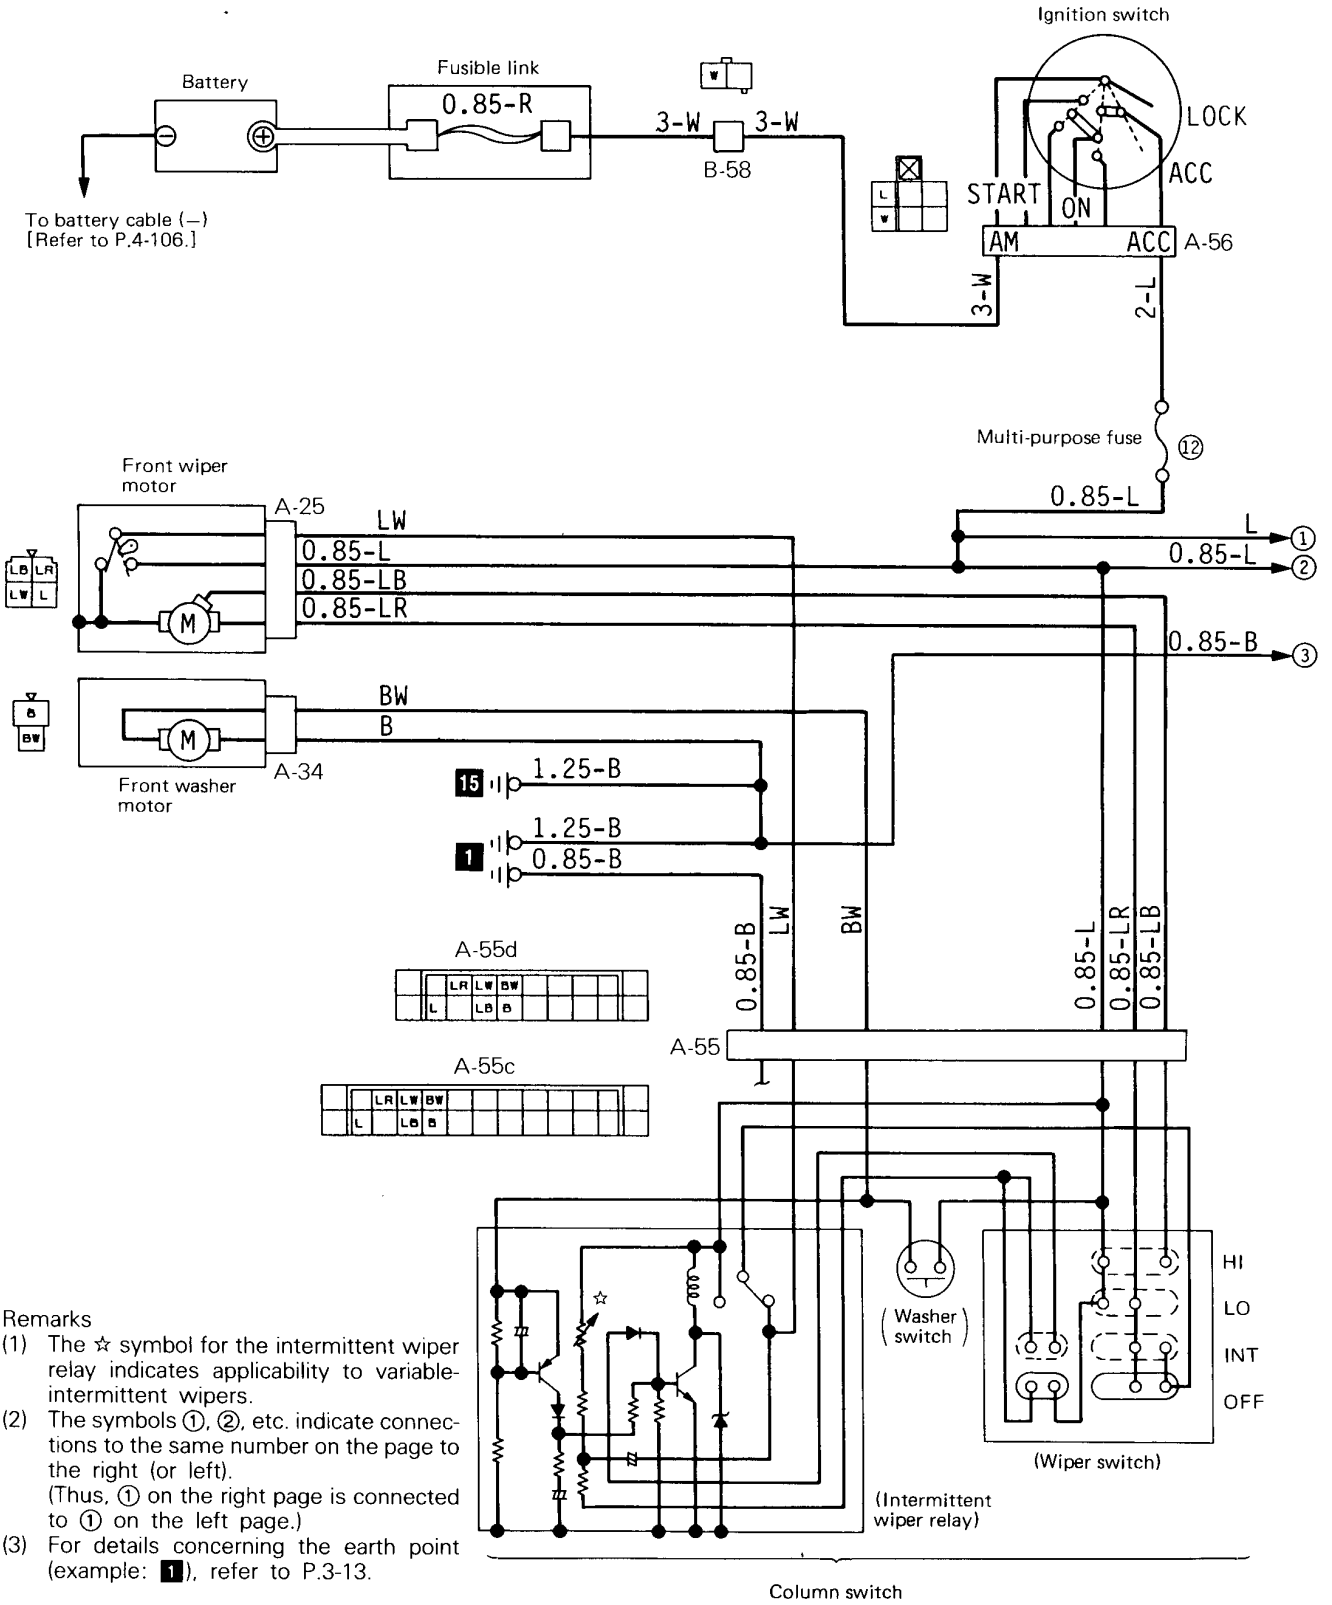 Ignition switch
Battery
Fusible link
0.85-R
W
3-W
3-W
B-58
LOCK
ACC
START
ON
L
W
AM
ACC
A-56
To battery cable (−)
[Refer to P.4-106.]
3-W
2-L
Multi-purpose fuse
⑫
0.85-L
Front wiper
motor
A-25
LW
0.85-L
0.85-LB
0.85-LR
LB LR
LW L
M
L
①
0.85-L
②
0.85-B
③
B
BW
M
BW
B
A-34
Front washer
motor
15
1.25-B
1.25-B
1
0.85-B
0.85-B
LW
BW
0.85-L
0.85-LR
0.85-LB
A-55d
LR LW BW
L LB B
A-55
A-55c
LR LW BW
L LB B
HI
LO
INT
OFF
☆
(Washer
switch)
(Wiper switch)
(Intermittent
wiper relay)
Column switch
Remarks
(1) The ☆ symbol for the intermittent wiper
relay indicates applicability to variable-
intermittent wipers.
(2) The symbols ①, ②, etc. indicate connec-
tions to the same number on the page to
the right (or left).
(Thus, ① on the right page is connected
to ① on the left page.)
(3) For details concerning the earth point
(example: 1), refer to P.3-13.